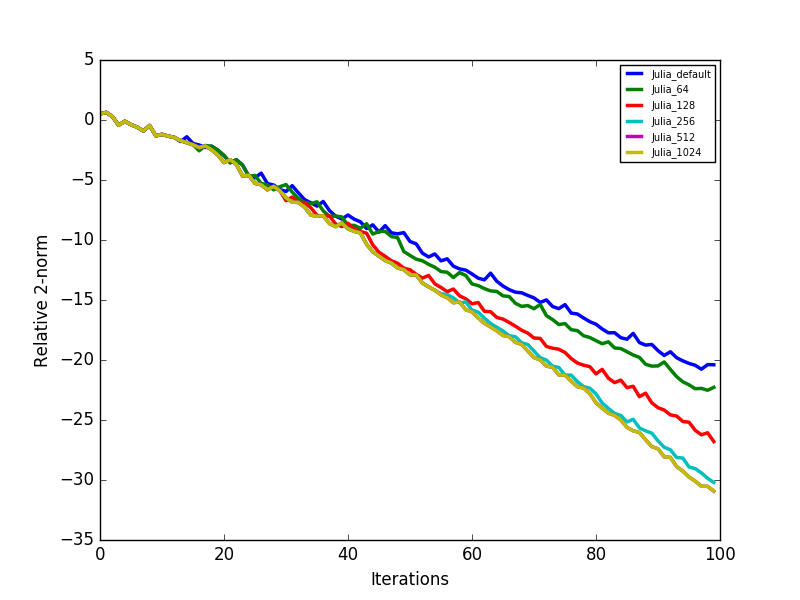 5
0
−5
−10
−15
−20
−25
−30
−35
Relative 2-norm
0
20
40
60
80
100
Iterations
Julia_default
Julia_64
Julia_128
Julia_256
Julia_512
Julia_1024